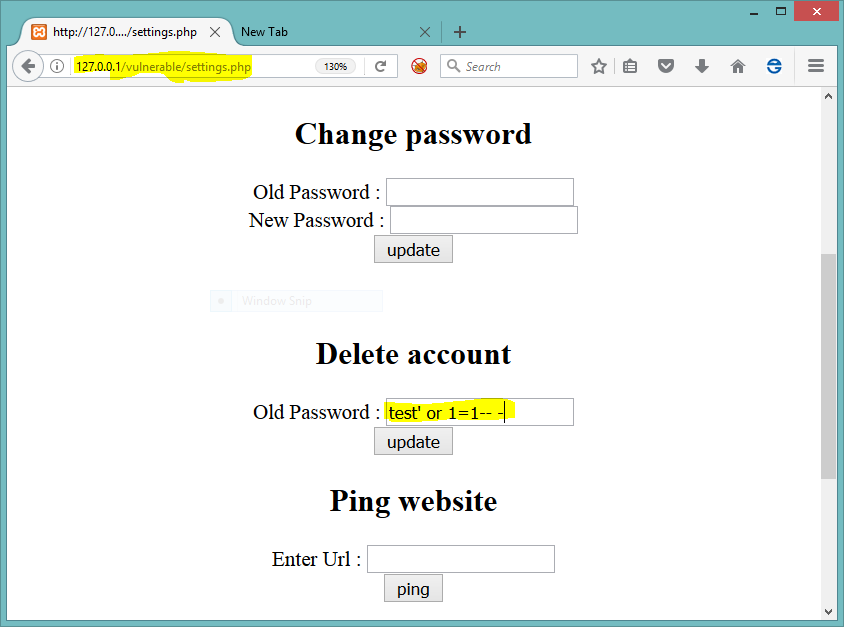 http://127.0..../settings.php
New Tab
127.0.0.1/vulnerable/settings.php
130%
Search
Change password
Old Password :
New Password :
update
Window Snip
Delete account
Old Password : test' or 1=1-- -
update
Ping website
Enter Url :
ping